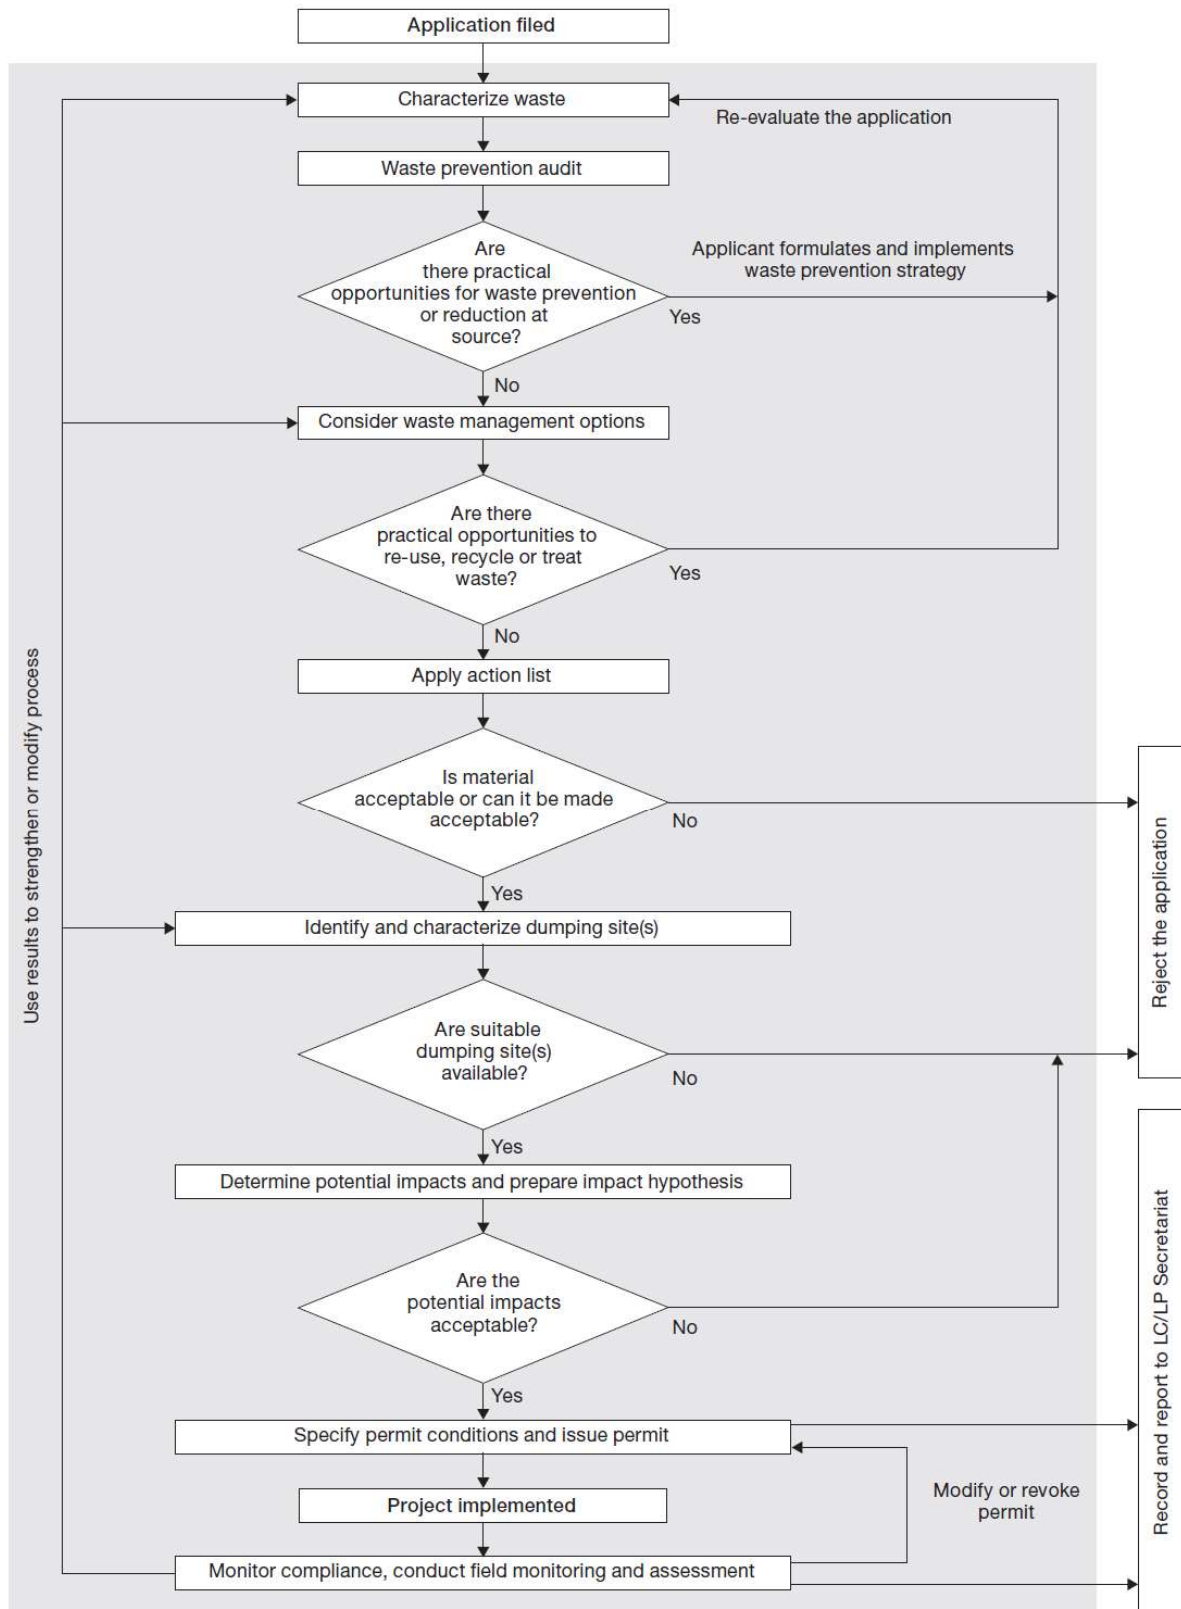 Application filed
Characterize waste
Re-evaluate the application
Waste prevention audit
Are
there practical
opportunities for waste prevention
or reduction at
source?
Applicant formulates and implements
waste prevention strategy
Yes
No
Consider waste management options
Are there
practical opportunities to
re-use, recycle or treat
waste?
Yes
No
Apply action list
Is material
acceptable or can it be made
acceptable?
No
Yes
Identify and characterize dumping site(s)
Are suitable
dumping site(s)
available?
No
Yes
Determine potential impacts and prepare impact hypothesis
Are the
potential impacts
acceptable?
No
Yes
Specify permit conditions and issue permit
Project implemented
Modify or revoke
permit
Monitor compliance, conduct field monitoring and assessment
Use results to strengthen or modify process
Reject the application
Record and report to LC/LP Secretariat